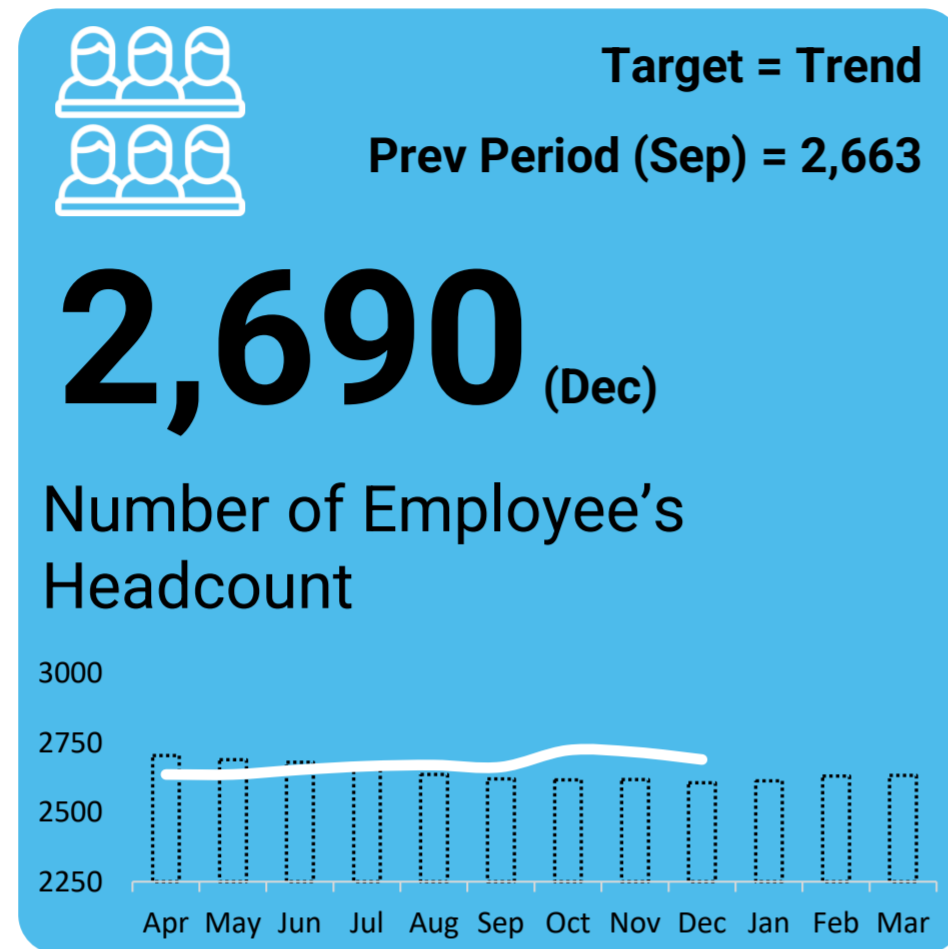 Target = Trend
Prev Period (Sep) = 2,663
2,690 (Dec)
Number of Employee’s
Headcount
3000
2750
2500
2250
Apr May Jun Jul Aug Sep Oct Nov Dec Jan Feb Mar